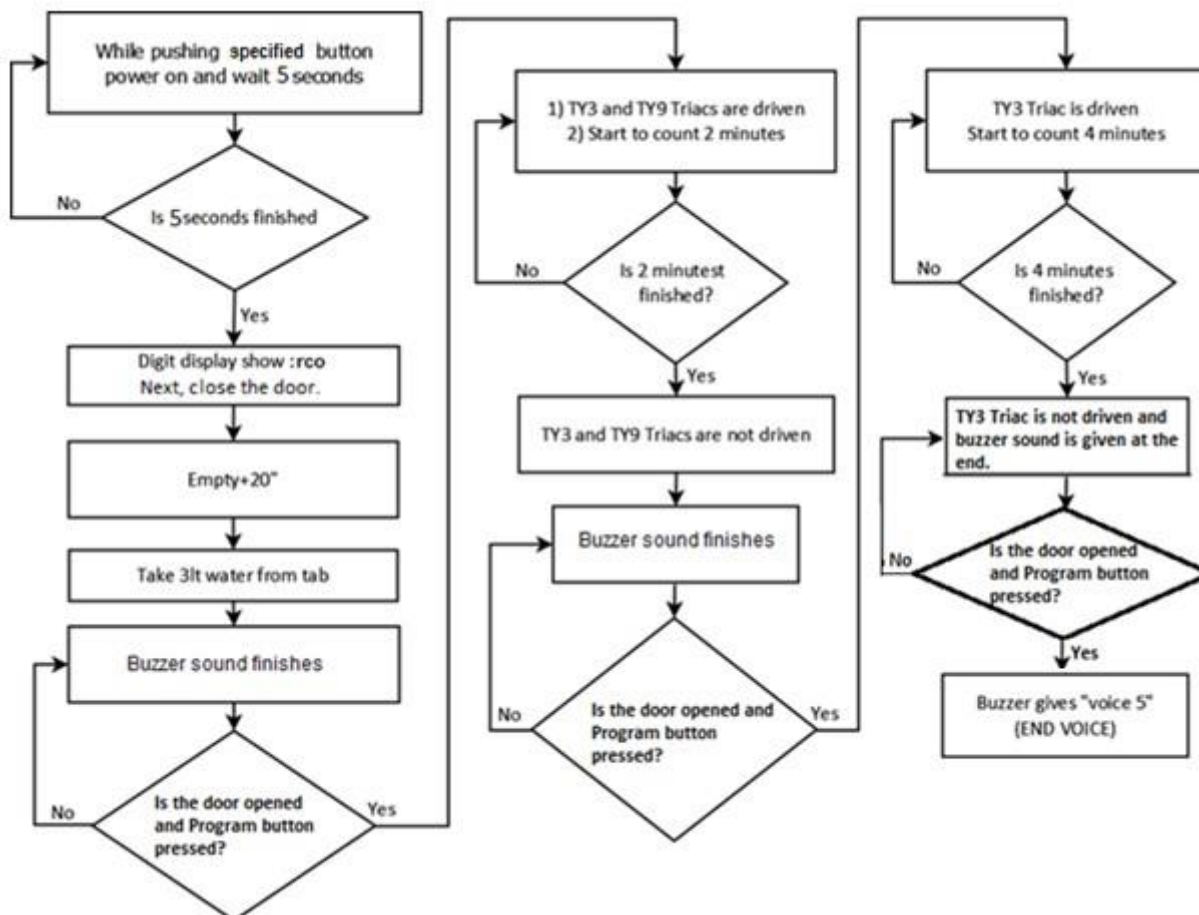 While pushing specified button
power on and wait 5 seconds
No
Is 5seconds finished
Yes
Digit display show :rco
Next, close the door.
Empty+20"
Take 3lt water from tab
Buzzer sound finishes
No
Is the door opened
and Program button
pressed?
Yes
1) TY3 and TY9 Triacs are driven
2) Start to count 2 minutes
No
Is 2 minutest
finished?
Yes
TY3 and TY9 Triacs are not driven
Buzzer sound finishes
No
Is the door opened and
Program button
pressed?
Yes
TY3 Triac is driven
Start to count 4 minutes
No
Is 4 minutes
finished?
Yes
TY3 Triac is not driven and
buzzer sound is given at the
end.
No
Is the door opened
and Program button
pressed?
Yes
Buzzer gives "voice 5"
(END VOICE)